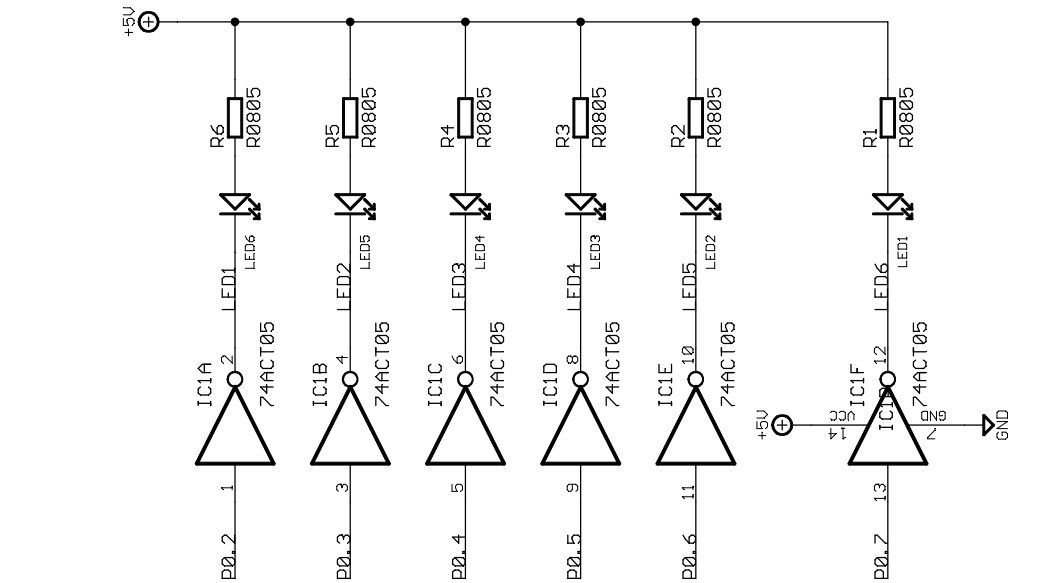 +5V
R6
R0805
R5
R0805
R4
R0805
R3
R0805
R2
R0805
R1
R0805
LED6
LED5
LED4
LED3
LED2
LED1
LED1
LED2
LED3
LED4
LED5
LED6
IC1A
2
74ACT05
IC1B
4
74ACT05
IC1C
6
74ACT05
IC1D
8
74ACT05
IC1E
10
74ACT05
IC1F
12
74ACT05
+5V
VCC
14
IC1P
GND
7
GND
1
3
5
9
11
13
P0.2
P0.3
P0.4
P0.5
P0.6
P0.7